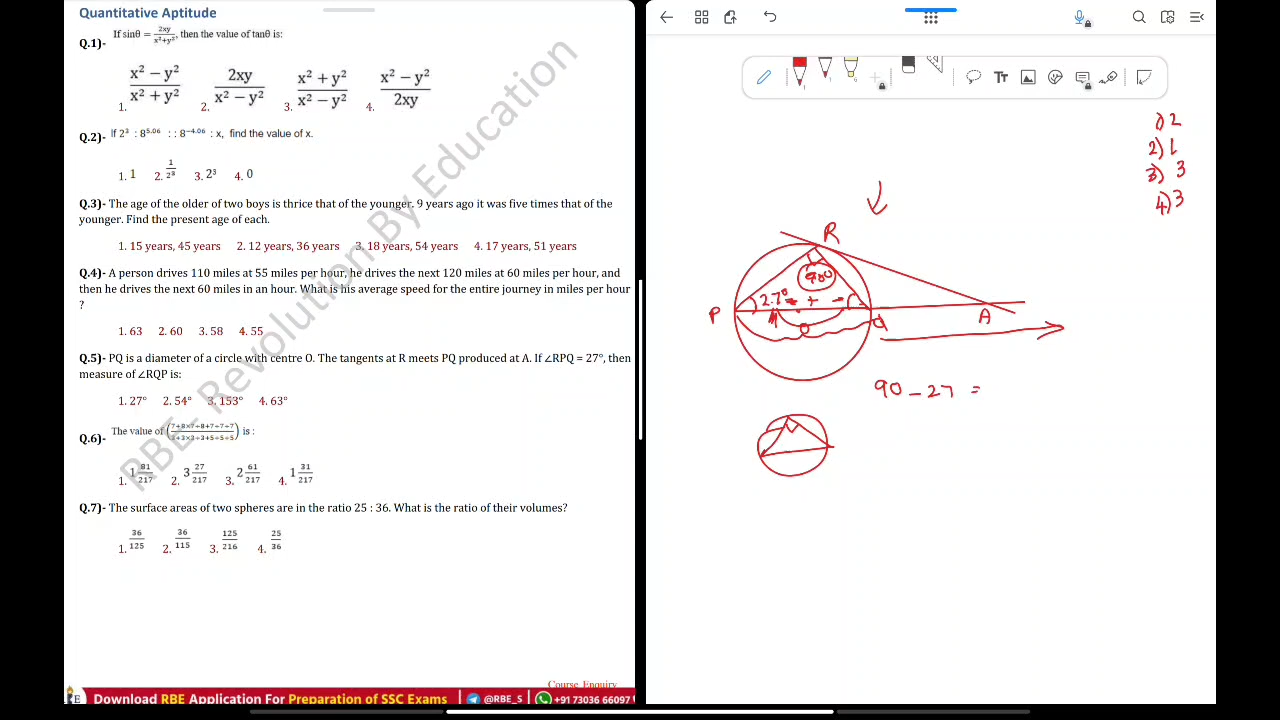 Quantitative Aptitude
Q.1)- If sinθ = 2xy/x²+y², then the value of tanθ is:
1. x² − y²/x² + y² 2. 2xy/x² − y² 3. x² + y²/x² − y² 4. x² − y²/2xy
Q.2)- If 2³ : 8^5.06 : : 8^−4.06 : x, find the value of x.
1. 1 2. 1/2³ 3. 2³ 4. 0
Q.3)- The age of the older of two boys is thrice that of the younger. 9 years ago it was five times that of the
younger. Find the present age of each.
1. 15 years, 45 years 2. 12 years, 36 years 3. 18 years, 54 years 4. 17 years, 51 years
Q.4)- A person drives 110 miles at 55 miles per hour, he drives the next 120 miles at 60 miles per hour, and
then he drives the next 60 miles in an hour. What is his average speed for the entire journey in miles per hour
?
1. 63 2. 60 3. 58 4. 55
Q.5)- PQ is a diameter of a circle with centre O. The tangents at R meets PQ produced at A. If ∠RPQ = 27°, then
measure of ∠RQP is:
1. 27° 2. 54° 3. 153° 4. 63°
Q.6)- The value of is :
1. 1 81/217 2. 3 27/217 3. 2 61/217 4. 1 31/217
Q.7)- The surface areas of two spheres are in the ratio 25 : 36. What is the ratio of their volumes?
1. 36/125 2. 36/115 3. 125/216 4. 25/36
RBE- Revolution By Education
Course Enquiry
E Download RBE Application For Preparation of SSC Exams @RBE_S +91 73036 66097
TT
1) 2
2) 1
3) 3
4) 3
R
90°
27° +
P O Q A
90 - 27 =